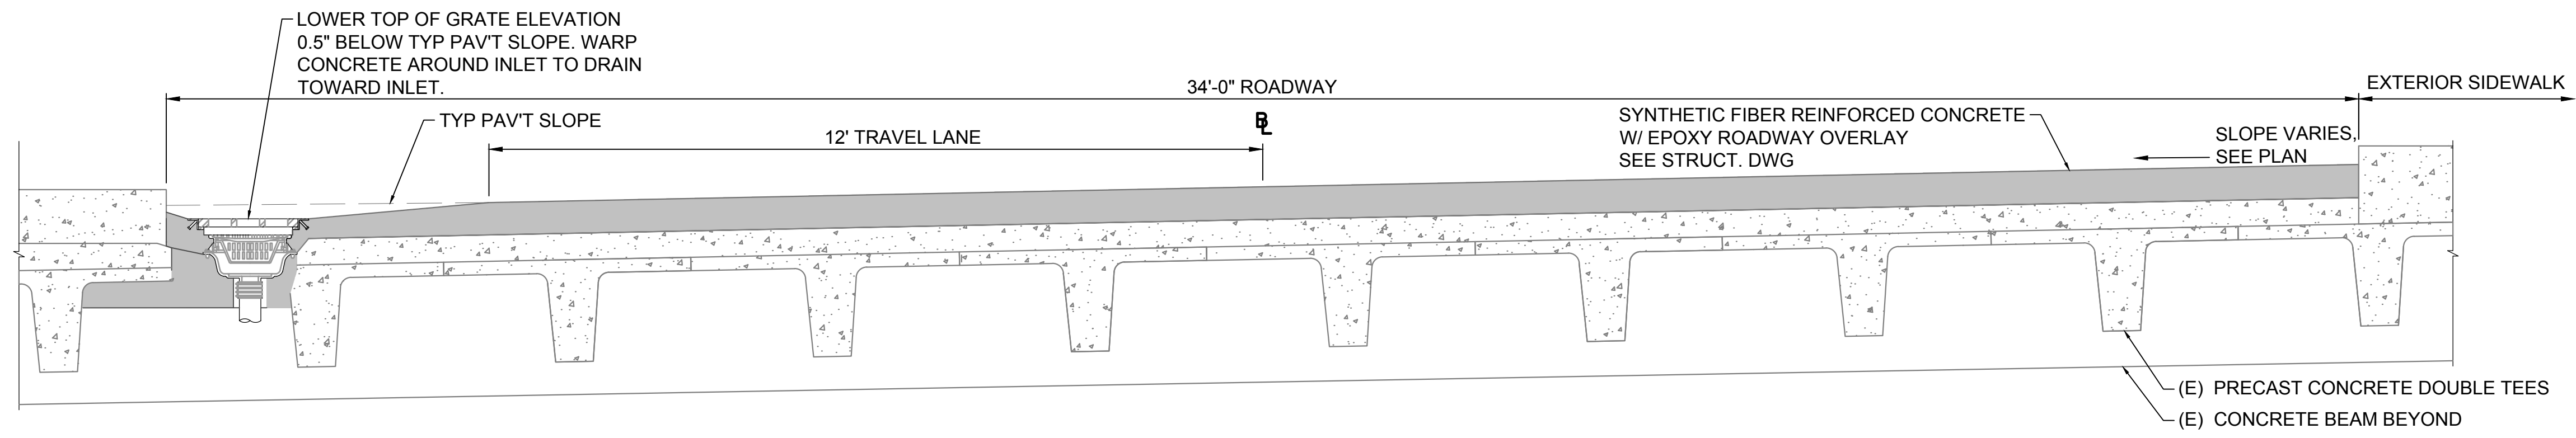 LOWER TOP OF GRATE ELEVATION
0.5" BELOW TYP PAV'T SLOPE. WARP
CONCRETE AROUND INLET TO DRAIN
TOWARD INLET.
34'-0" ROADWAY
EXTERIOR SIDEWALK
TYP PAV'T SLOPE
12' TRAVEL LANE
BL
SYNTHETIC FIBER REINFORCED CONCRETE
W/ EPOXY ROADWAY OVERLAY
SEE STRUCT. DWG
SLOPE VARIES,
SEE PLAN
(E) PRECAST CONCRETE DOUBLE TEES
(E) CONCRETE BEAM BEYOND